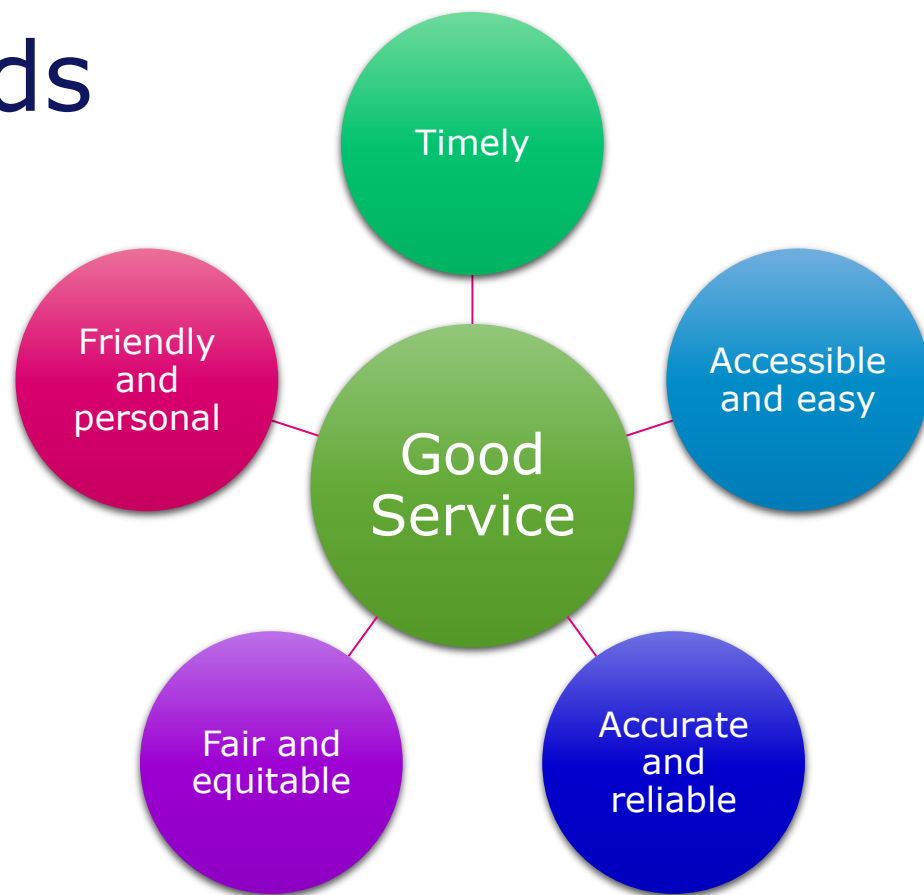 ds
Timely
Friendly
and
personal
Accessible
and easy
Good
Service
Fair and
equitable
Accurate
and
reliable